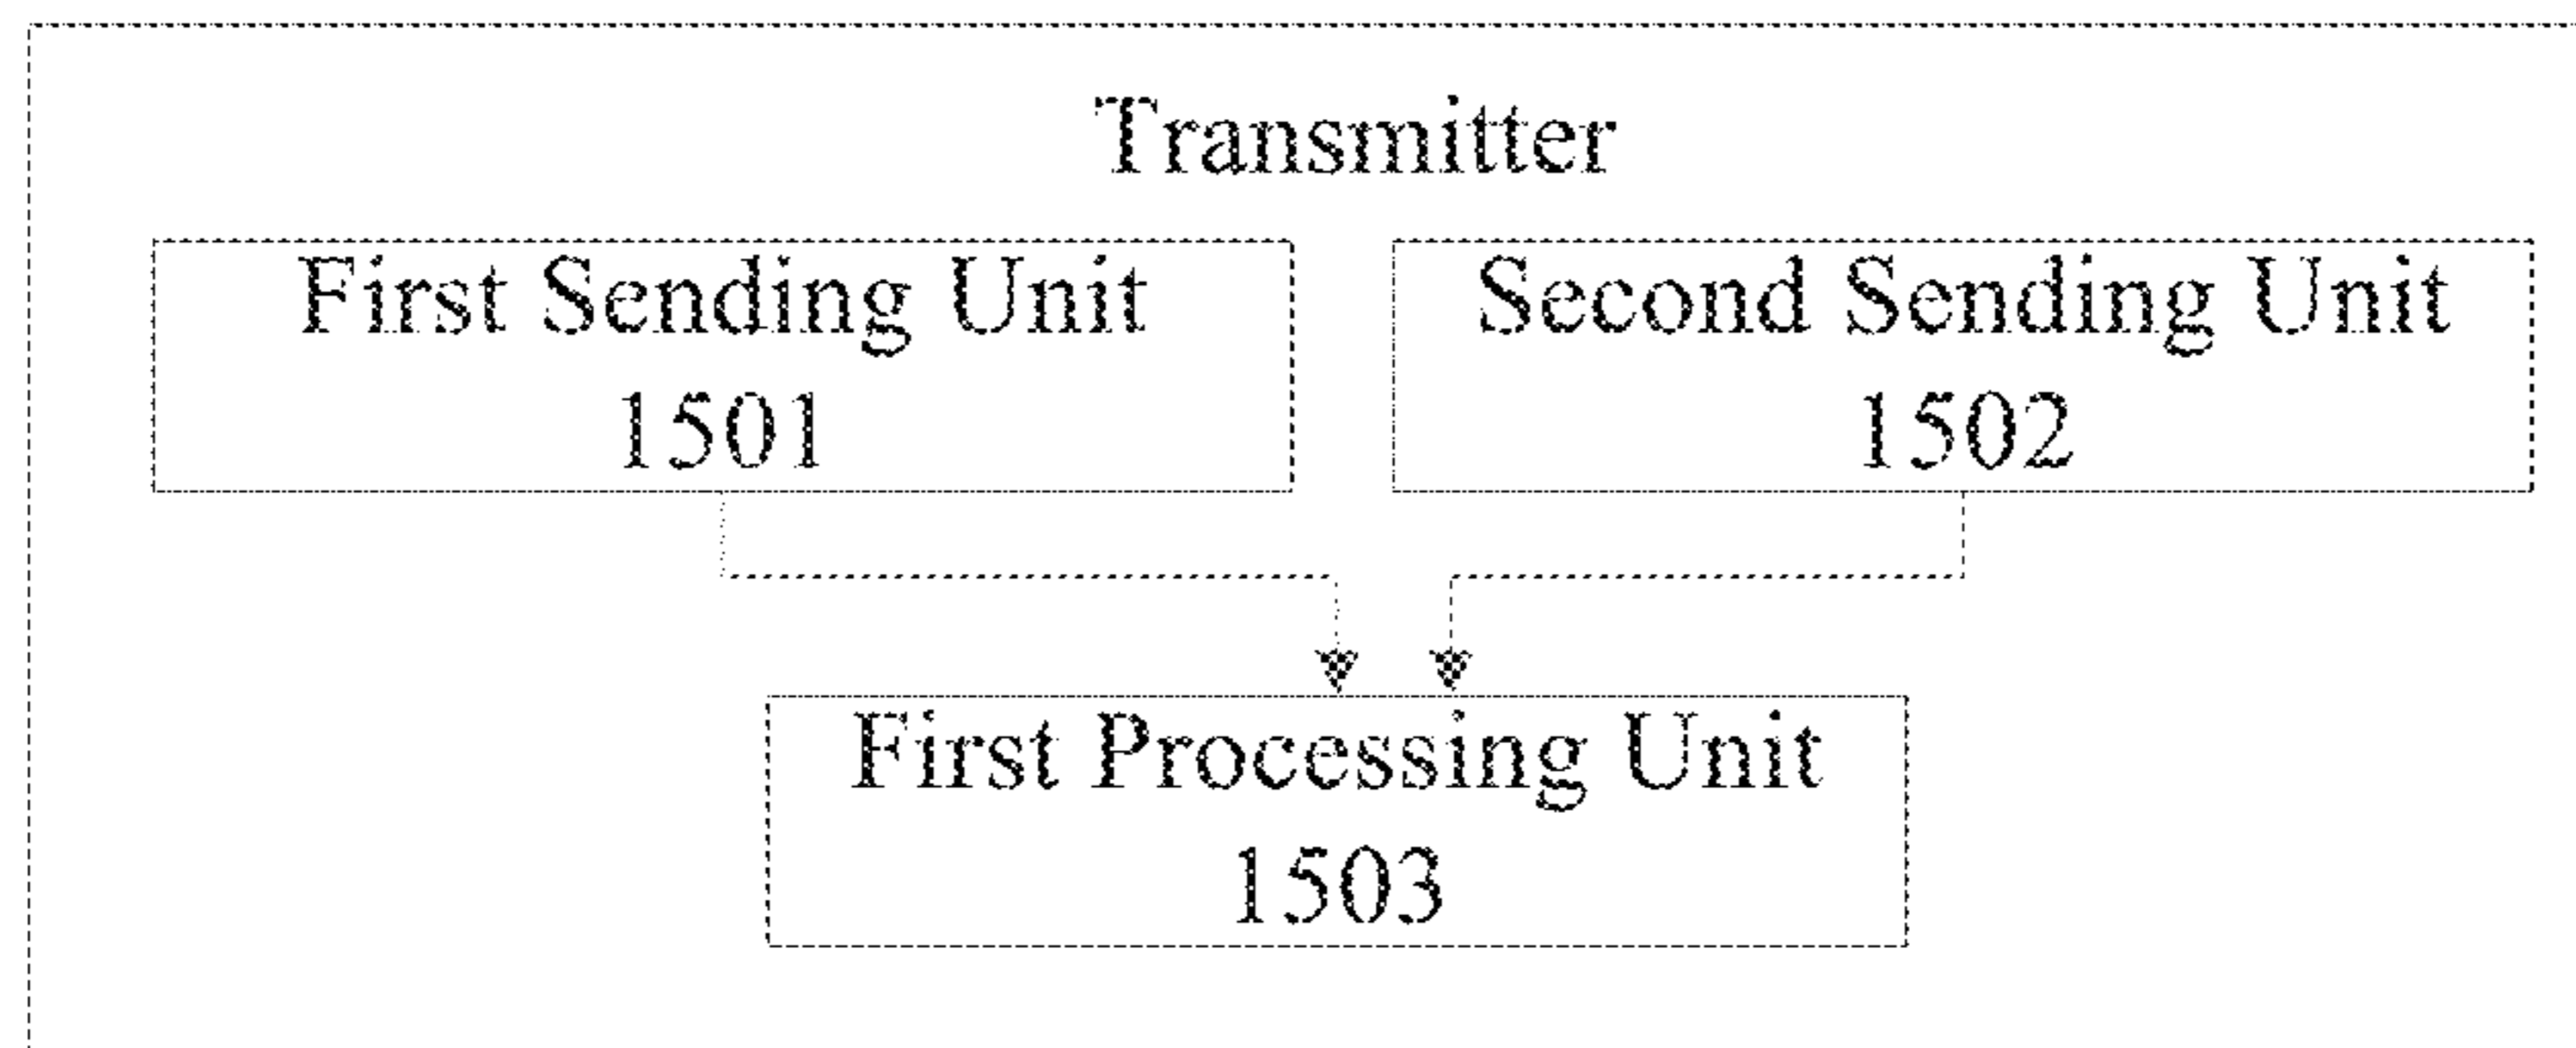 Transmitter
First Sending Unit
1501
Second Sending Unit
1502
First Processing Unit
1503